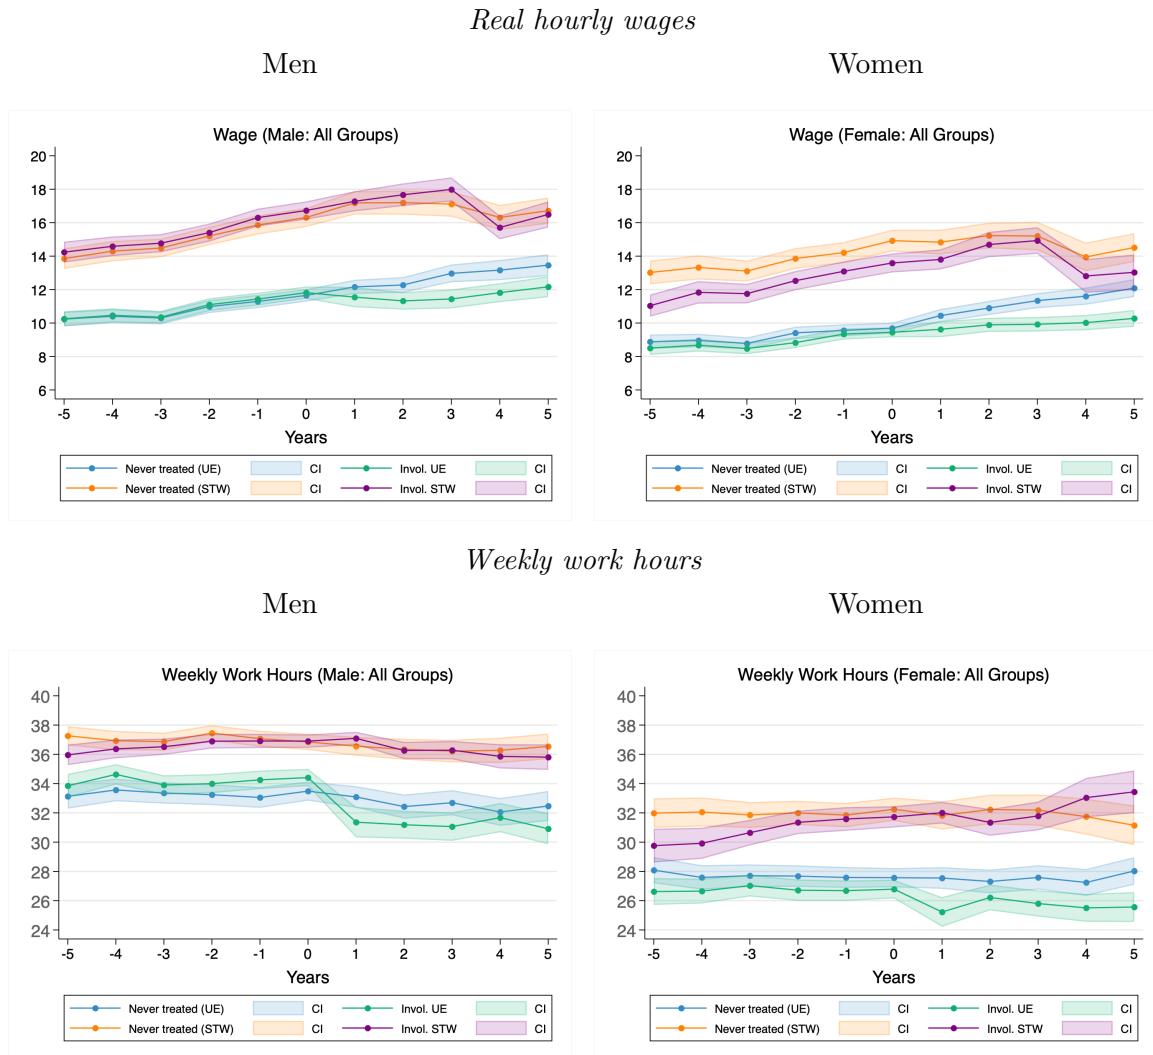 Real hourly wages
Men Women
Wage (Male: All Groups)
20
18
16
14
12
10
8
6
-5 -4 -3 -2 -1 0 1 2 3 4 5
Years
Never treated (UE) CI Invol. UE CI
Never treated (STW) CI Invol. STW CI
Wage (Female: All Groups)
20
18
16
14
12
10
8
6
-5 -4 -3 -2 -1 0 1 2 3 4 5
Years
Never treated (UE) CI Invol. UE CI
Never treated (STW) CI Invol. STW CI
Weekly work hours
Men Women
Weekly Work Hours (Male: All Groups)
40
38
36
34
32
30
28
26
24
-5 -4 -3 -2 -1 0 1 2 3 4 5
Years
Never treated (UE) CI Invol. UE CI
Never treated (STW) CI Invol. STW CI
Weekly Work Hours (Female: All Groups)
40
38
36
34
32
30
28
26
24
-5 -4 -3 -2 -1 0 1 2 3 4 5
Years
Never treated (UE) CI Invol. UE CI
Never treated (STW) CI Invol. STW CI